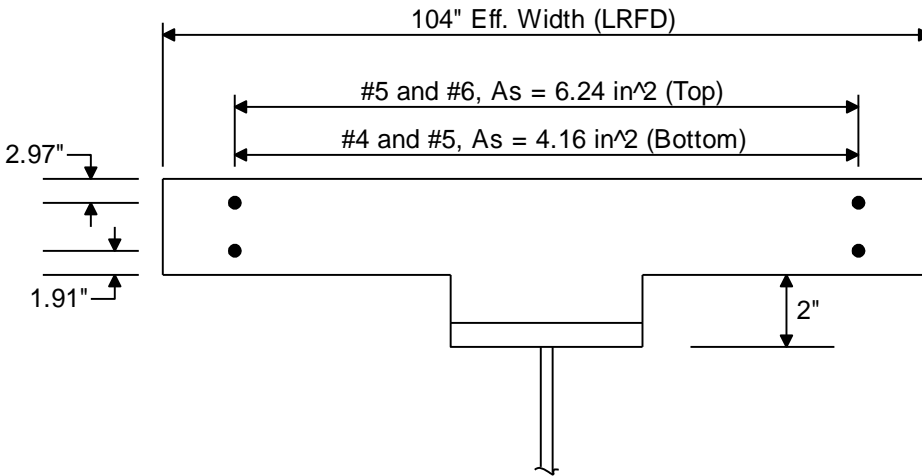 104" Eff. Width (LRFD)
#5 and #6, As = 6.24 in^2 (Top)
#4 and #5, As = 4.16 in^2 (Bottom)
2.97"
1.91"
2"